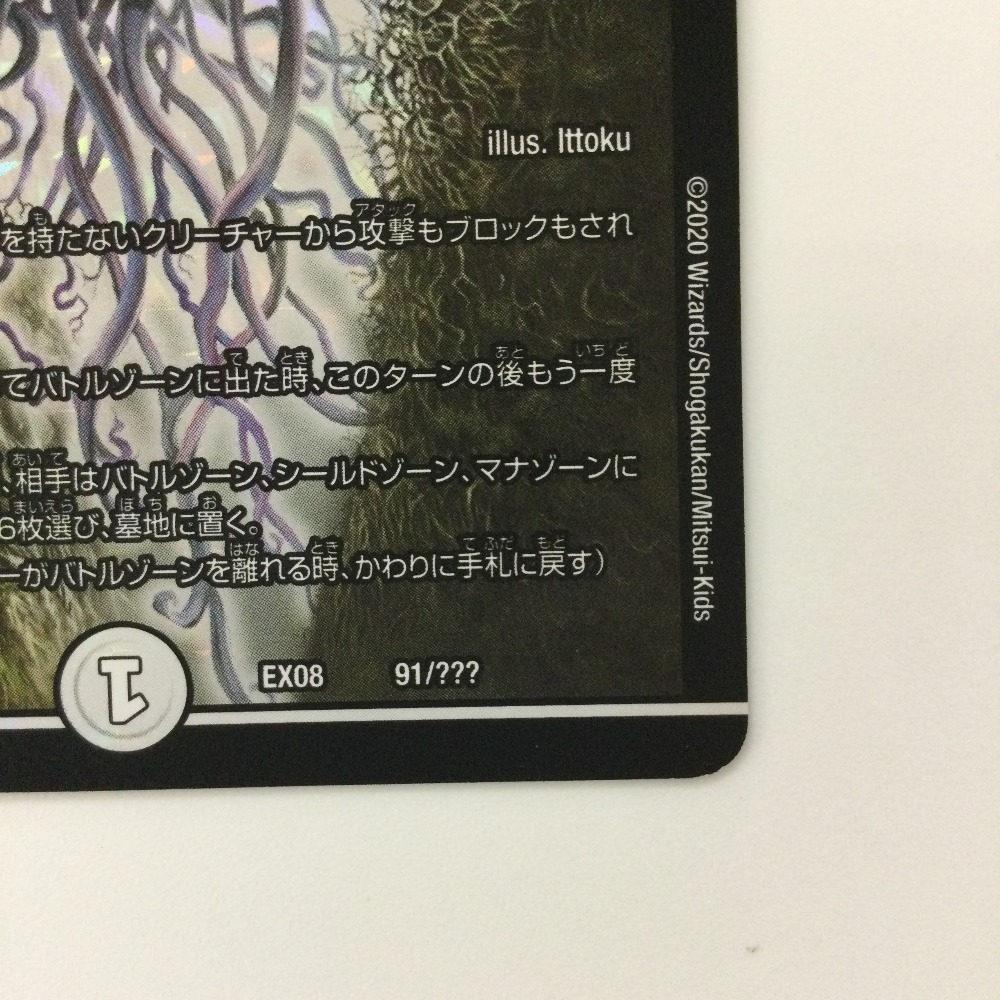 illus. Ittoku
©2020 Wizards/Shogakukan/Mitsui-Kids
を持たないクリーチャーから攻撃もブロックもされ
てバトルゾーンに出た時、このターンの後もう一度
、相手はバトルゾーン、シールドゾーン、マナゾーンに
6枚選び、墓地に置く。
ーがバトルゾーンを離れる時、かわりに手札に戻す）
1
EX08 91/???